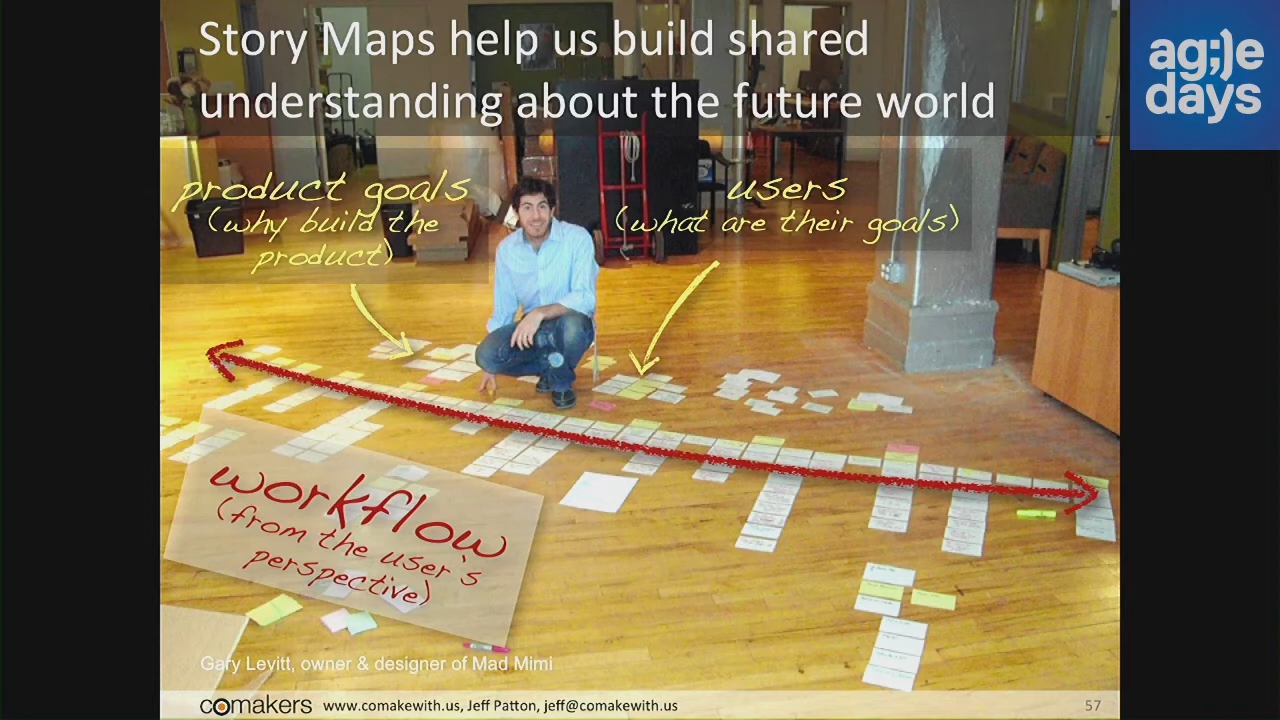 Story Maps help us build shared
understanding about the future world
ag;le
days
product goals
(why build the
product)
users
(what are their goals)
workflow
(from the user's
perspective)
Gary Levitt, owner & designer of Mad Mimi
comakers www.comakewith.us, Jeff Patton, jeff@comakewith.us
57